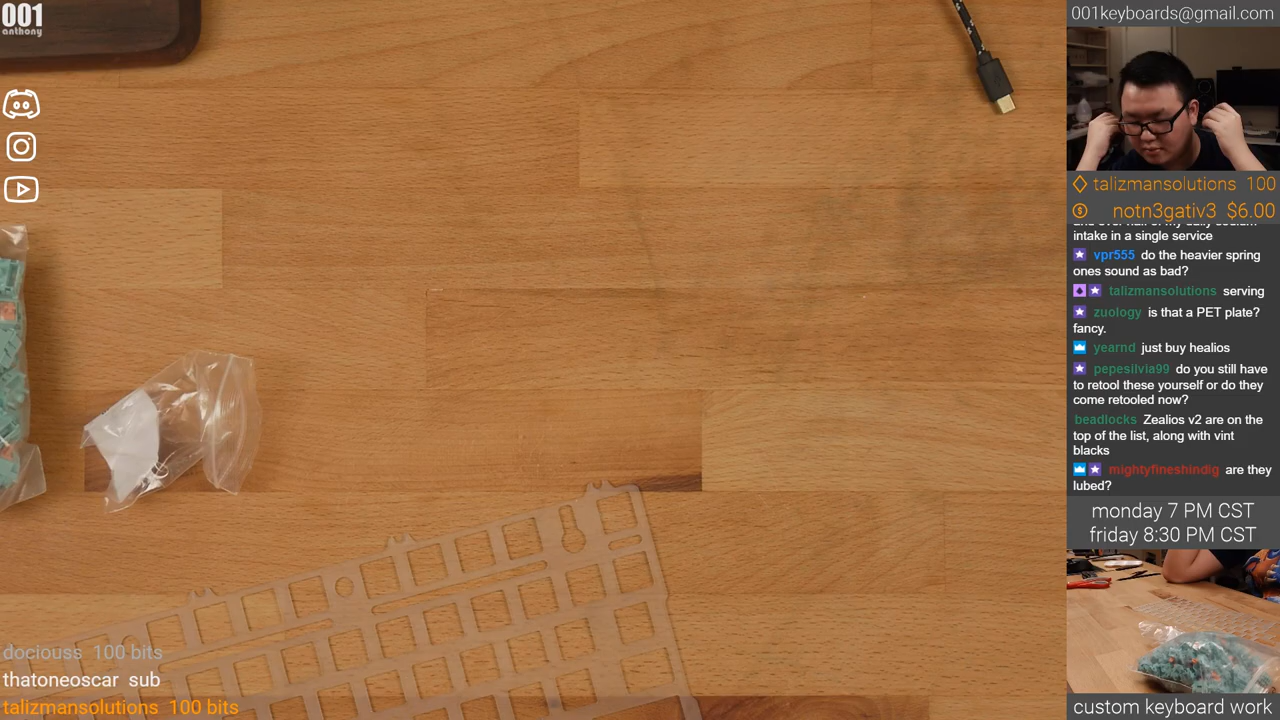 001
anthony
001keyboards@gmail.com
talizmansolutions 100
notn3gativ3 $6.00
intake in a single service
vpr555 do the heavier spring
ones sound as bad?
talizmansolutions serving
zuology is that a PET plate?
fancy.
yearnd just buy healios
pepesilvia99 do you still have
to retool these yourself or do they
come retooled now?
beadlocks Zealios v2 are on the
top of the list, along with vint
blacks
mightyfineshindig are they
lubed?
monday 7 PM CST
friday 8:30 PM CST
dociouss 100 bits
thatoneoscar sub
talizmansolutions 100 bits
custom keyboard work